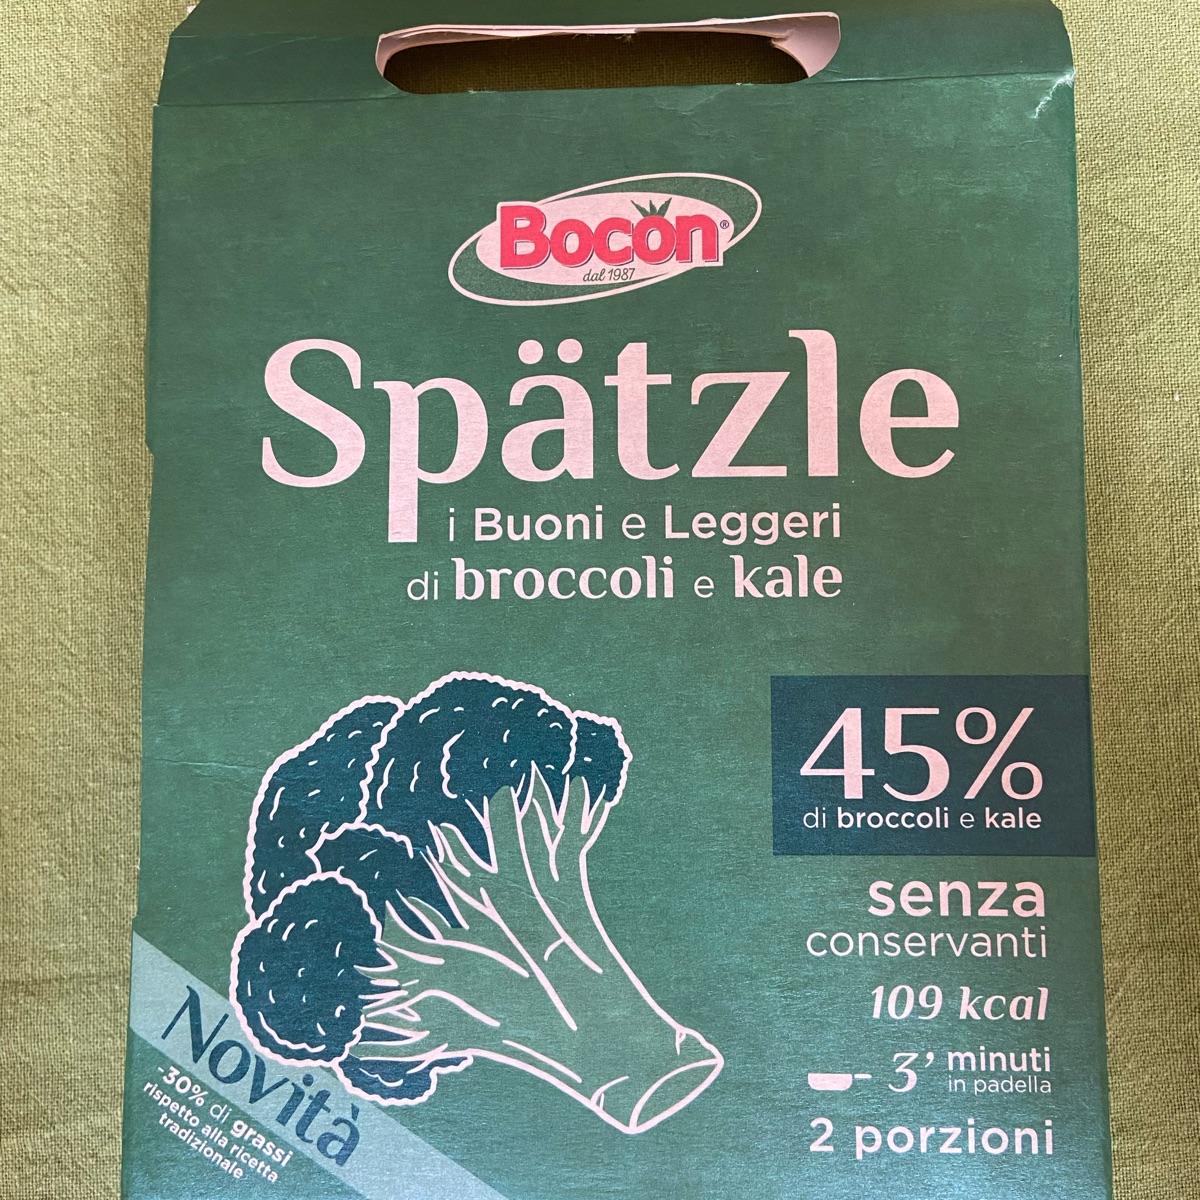 Bocon®
dal 1987
Spätzle
i Buoni e Leggeri
di broccoli e kale
45%
di broccoli e kale
senza
conservanti
109 kcal
3' minuti
in padella
2 porzioni
Novità
-30% di grassi
rispetto alla ricetta
tradizionale